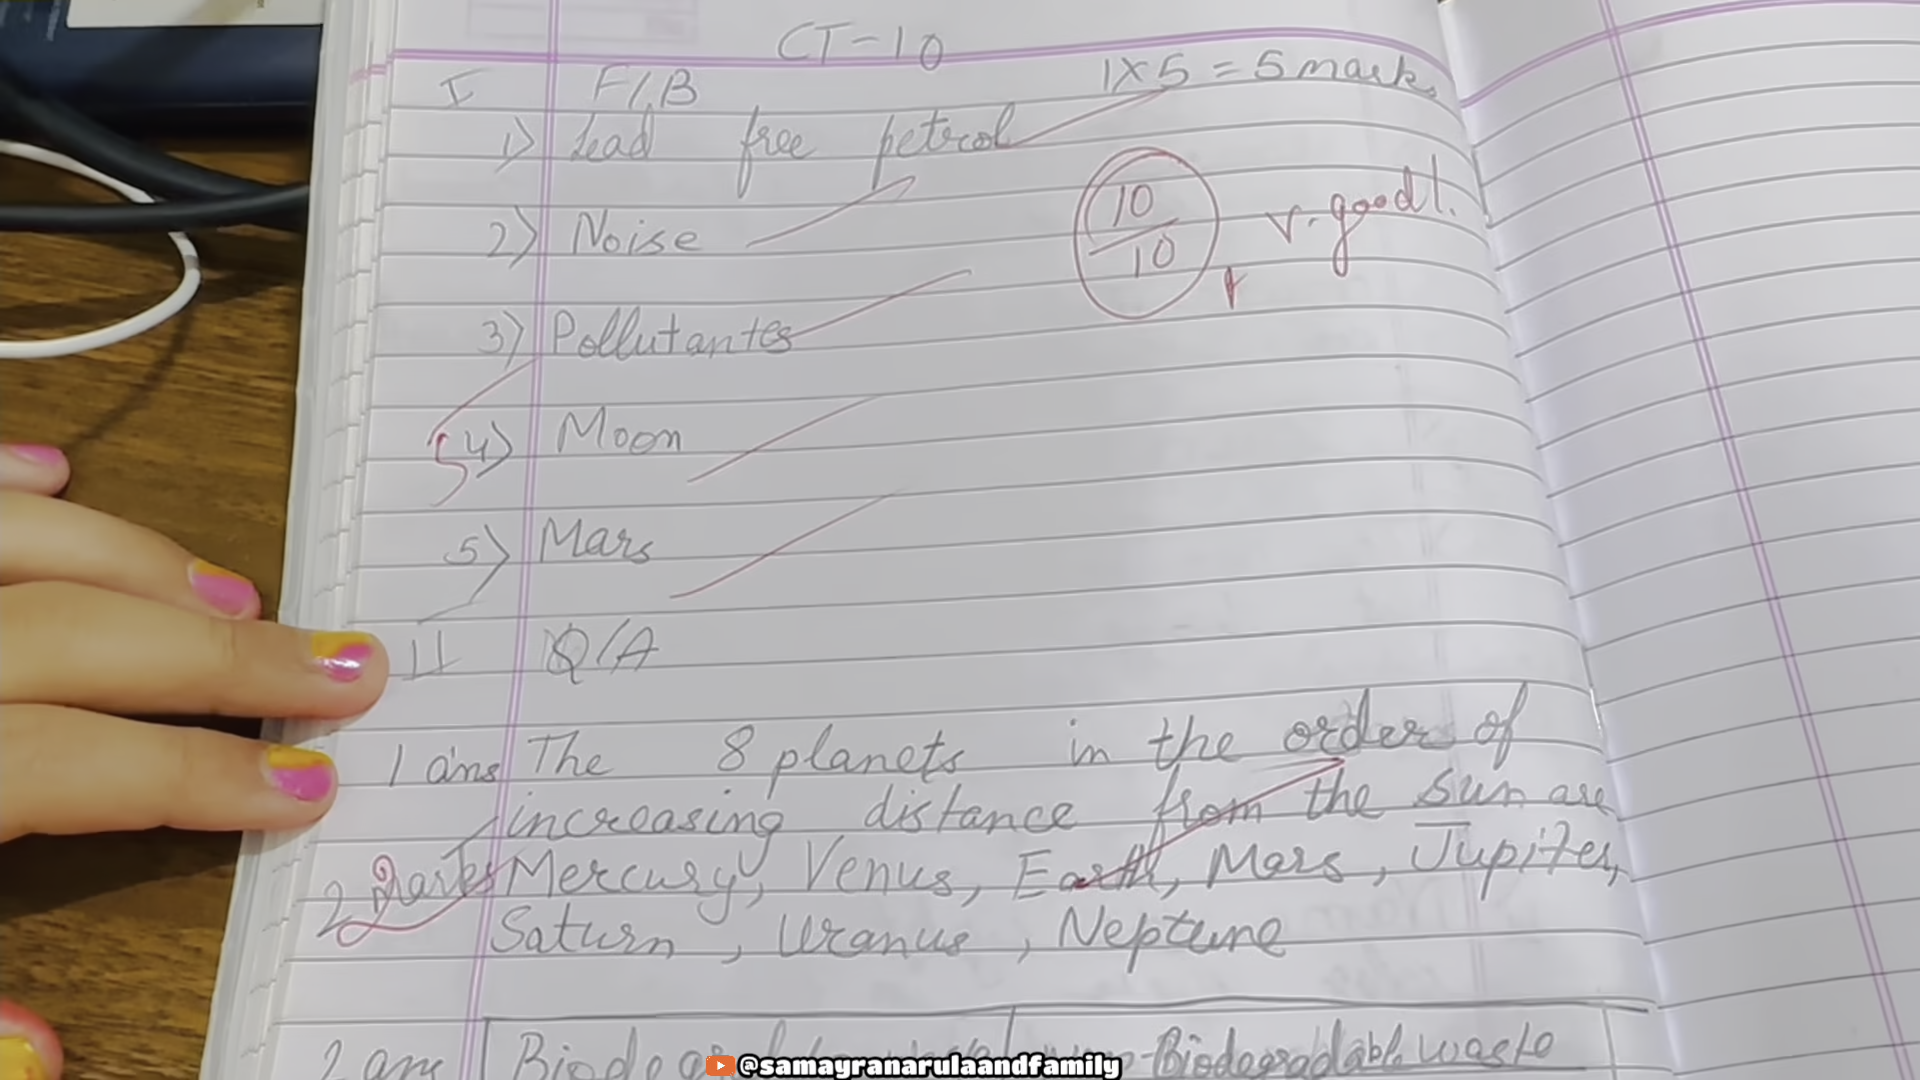 CT-10
I F/B 1x5 = 5 mark
1) Lead free petrol
10/10 v.good!.
2) Noise
3) Pollutantes
5
4) Moon
5) Mars
II Q/A
1 ans The 8 planets in the order of
increasing distance from the sun are
2 Mercury, Venus, Earth, Mars, Jupiter,
Saturn, Uranus, Neptune
2 ans -Biodegradable waste
@samayranarulaandfamily